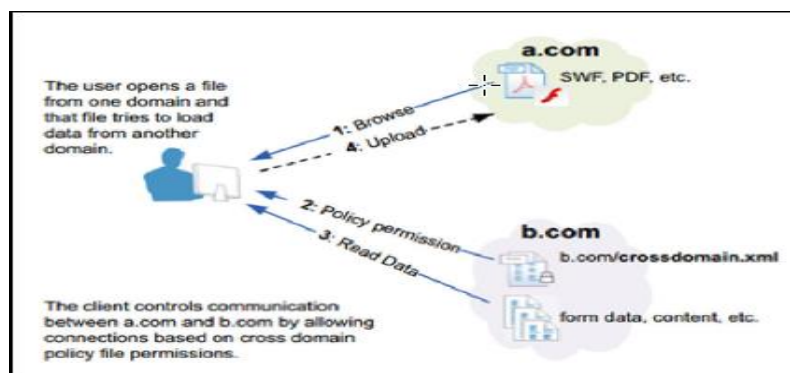 a.com
SWF, PDF, etc.
The user opens a file
from one domain and
that file tries to load
data from another
domain.
1: Browse
4: Upload
2: Policy permission
3: Read Data
b.com
b.com/crossdomain.xml
form data, content, etc.
The client controls communication
between a.com and b.com by allowing
connections based on cross domain
policy file permissions.